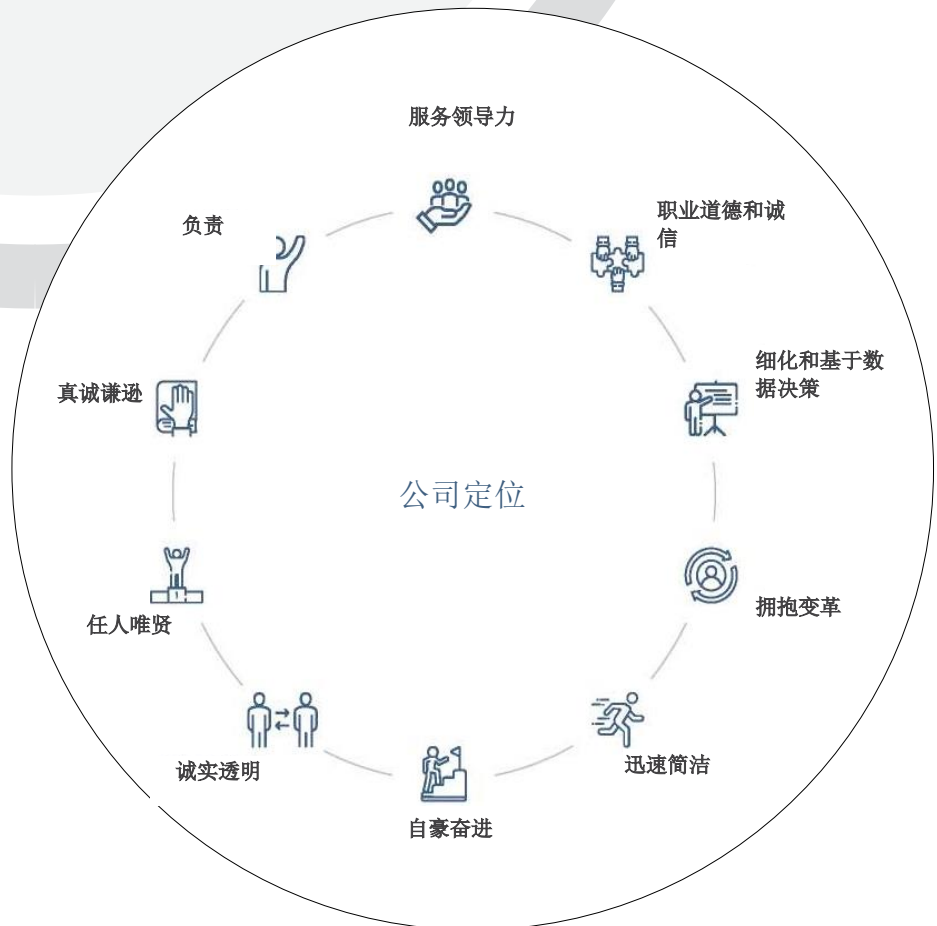 服务领导力
职业道德和诚
信
细化和基于数
据决策
拥抱变革
迅速简洁
自豪奋进
诚实透明
任人唯贤
真诚谦逊
负责
公司定位